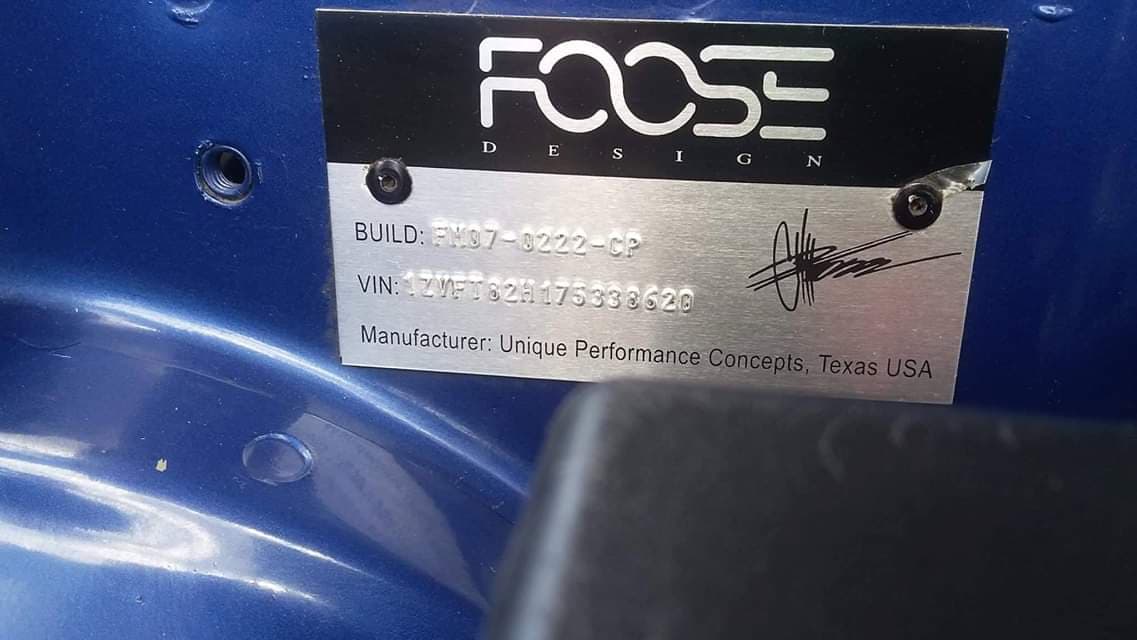 FOOSE
DESIGN
BUILD: FM07-0222-CP
VIN: 1ZVFT82H175338620
Manufacturer: Unique Performance Concepts, Texas USA